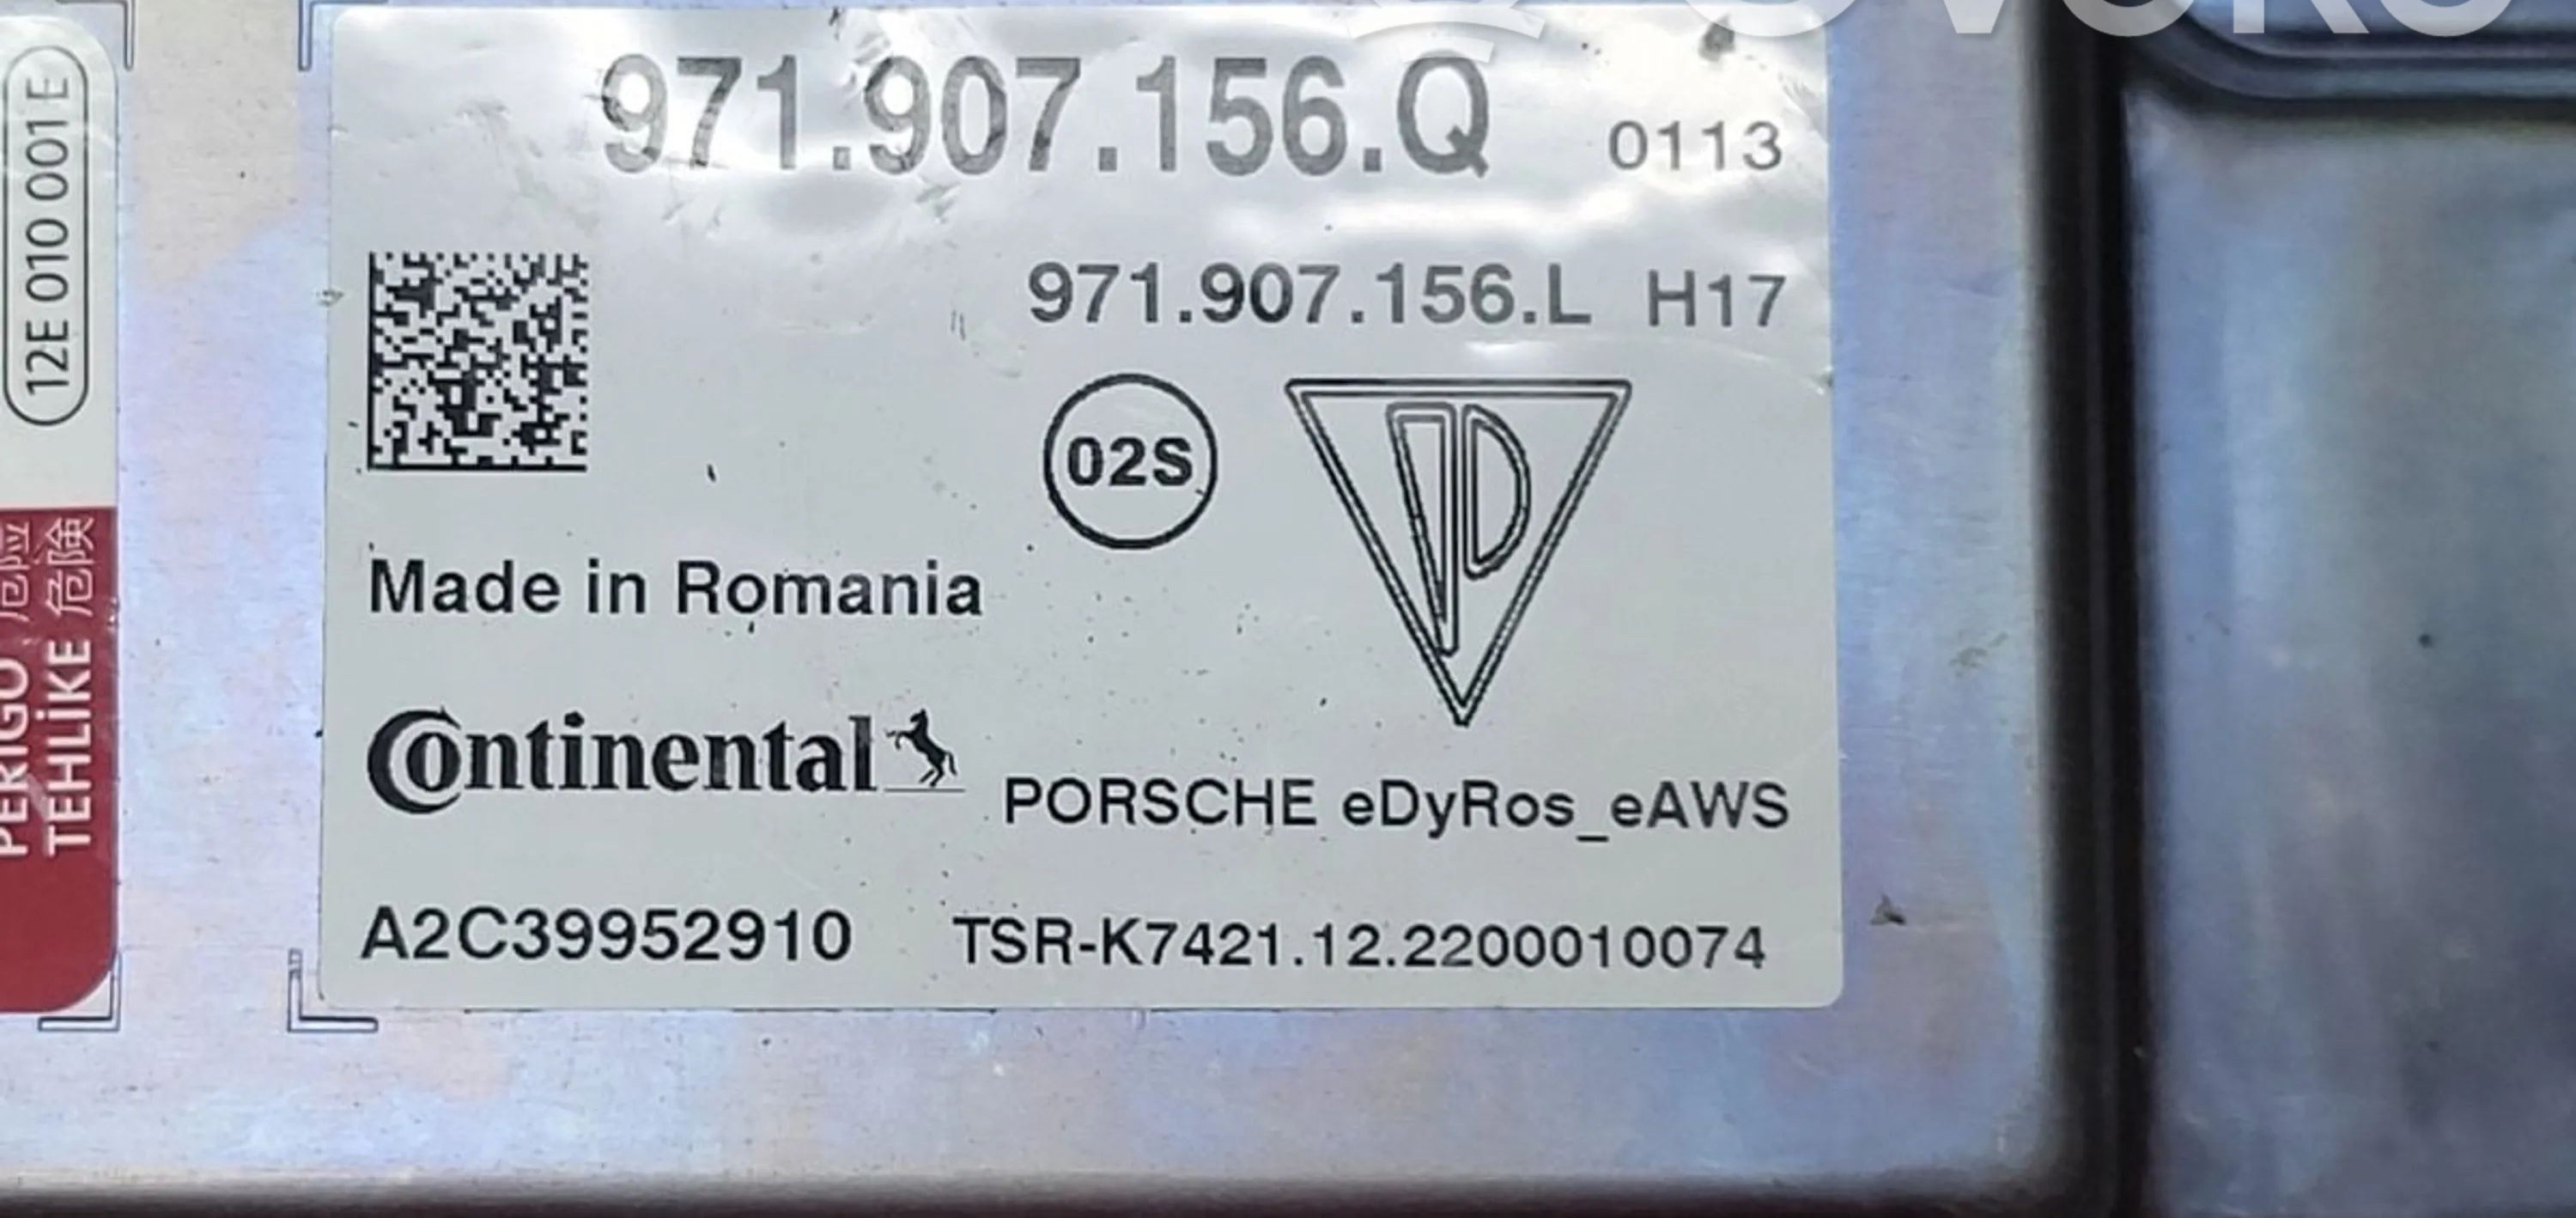 971.907.156.Q 0113
971.907.156.L H17
02S
Made in Romania
Continental
PORSCHE eDyRos_eAWS
A2C39952910 TSR-K7421.12.2200010074
12E 010 001 E
PERIGO 危险
TEHLİKE 危険